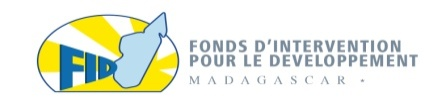 FID
FONDS D'INTERVENTION
POUR LE DEVELOPPEMENT
MADAGASCAR •